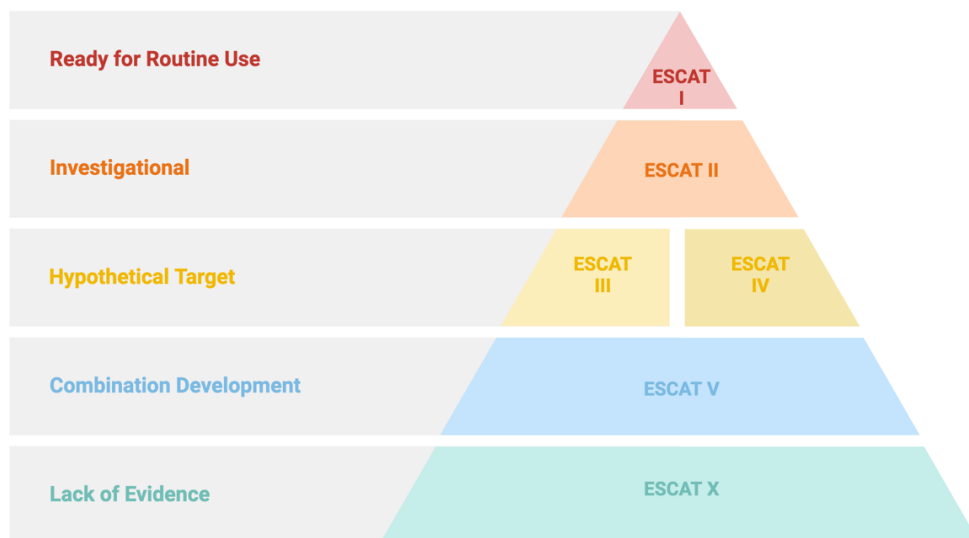 Ready for Routine Use
ESCAT
I
Investigational
ESCAT II
Hypothetical Target
ESCAT
III
ESCAT
IV
Combination Development
ESCAT V
Lack of Evidence
ESCAT X